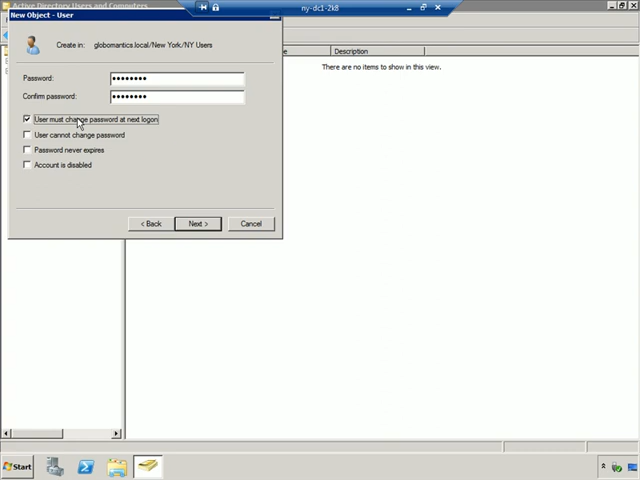 Active Directory Users and Computers
ny-dc1-2k8
New Object - User
Create in: globomantics.local/New York/NY Users
Description
There are no items to show in this view.
Password: ••••••••
Confirm password: ••••••••
User must change password at next logon
User cannot change password
Password never expires
Account is disabled
< Back Next > Cancel
Start